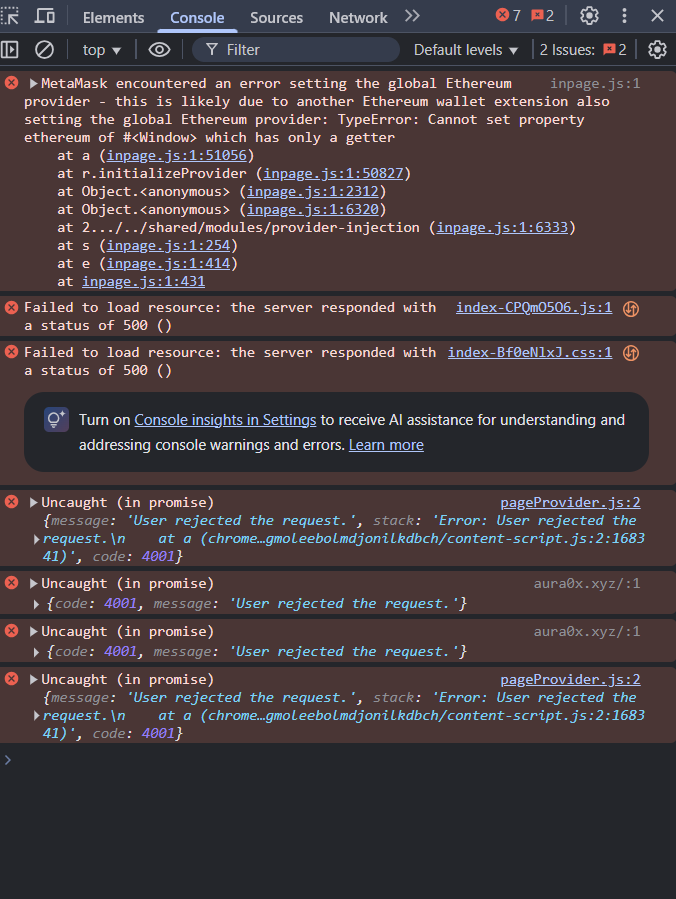 Elements Console Sources Network 7 2
top Filter Default levels 2 Issues: 2
MetaMask encountered an error setting the global Ethereum inpage.js:1
provider - this is likely due to another Ethereum wallet extension also
setting the global Ethereum provider: TypeError: Cannot set property
ethereum of #<Window> which has only a getter
at a (inpage.js:1:51056)
at r.initializeProvider (inpage.js:1:50827)
at Object.<anonymous> (inpage.js:1:2312)
at Object.<anonymous> (inpage.js:1:6320)
at 2.../../shared/modules/provider-injection (inpage.js:1:6333)
at s (inpage.js:1:254)
at e (inpage.js:1:414)
at inpage.js:1:431
Failed to load resource: the server responded with index-CPQmO5O6.js:1
a status of 500 ()
Failed to load resource: the server responded with index-Bf0eNlxJ.css:1
a status of 500 ()
Turn on Console insights in Settings to receive AI assistance for understanding and
addressing console warnings and errors. Learn more
Uncaught (in promise) pageProvider.js:2
{message: 'User rejected the request.', stack: 'Error: User rejected the
request.\n    at a (chrome…gmoleebolmdjonilkdbch/content-script.js:2:1683
41)', code: 4001}
Uncaught (in promise) aura0x.xyz/:1
{code: 4001, message: 'User rejected the request.'}
Uncaught (in promise) aura0x.xyz/:1
{code: 4001, message: 'User rejected the request.'}
Uncaught (in promise) pageProvider.js:2
{message: 'User rejected the request.', stack: 'Error: User rejected the
request.\n    at a (chrome…gmoleebolmdjonilkdbch/content-script.js:2:1683
41)', code: 4001}